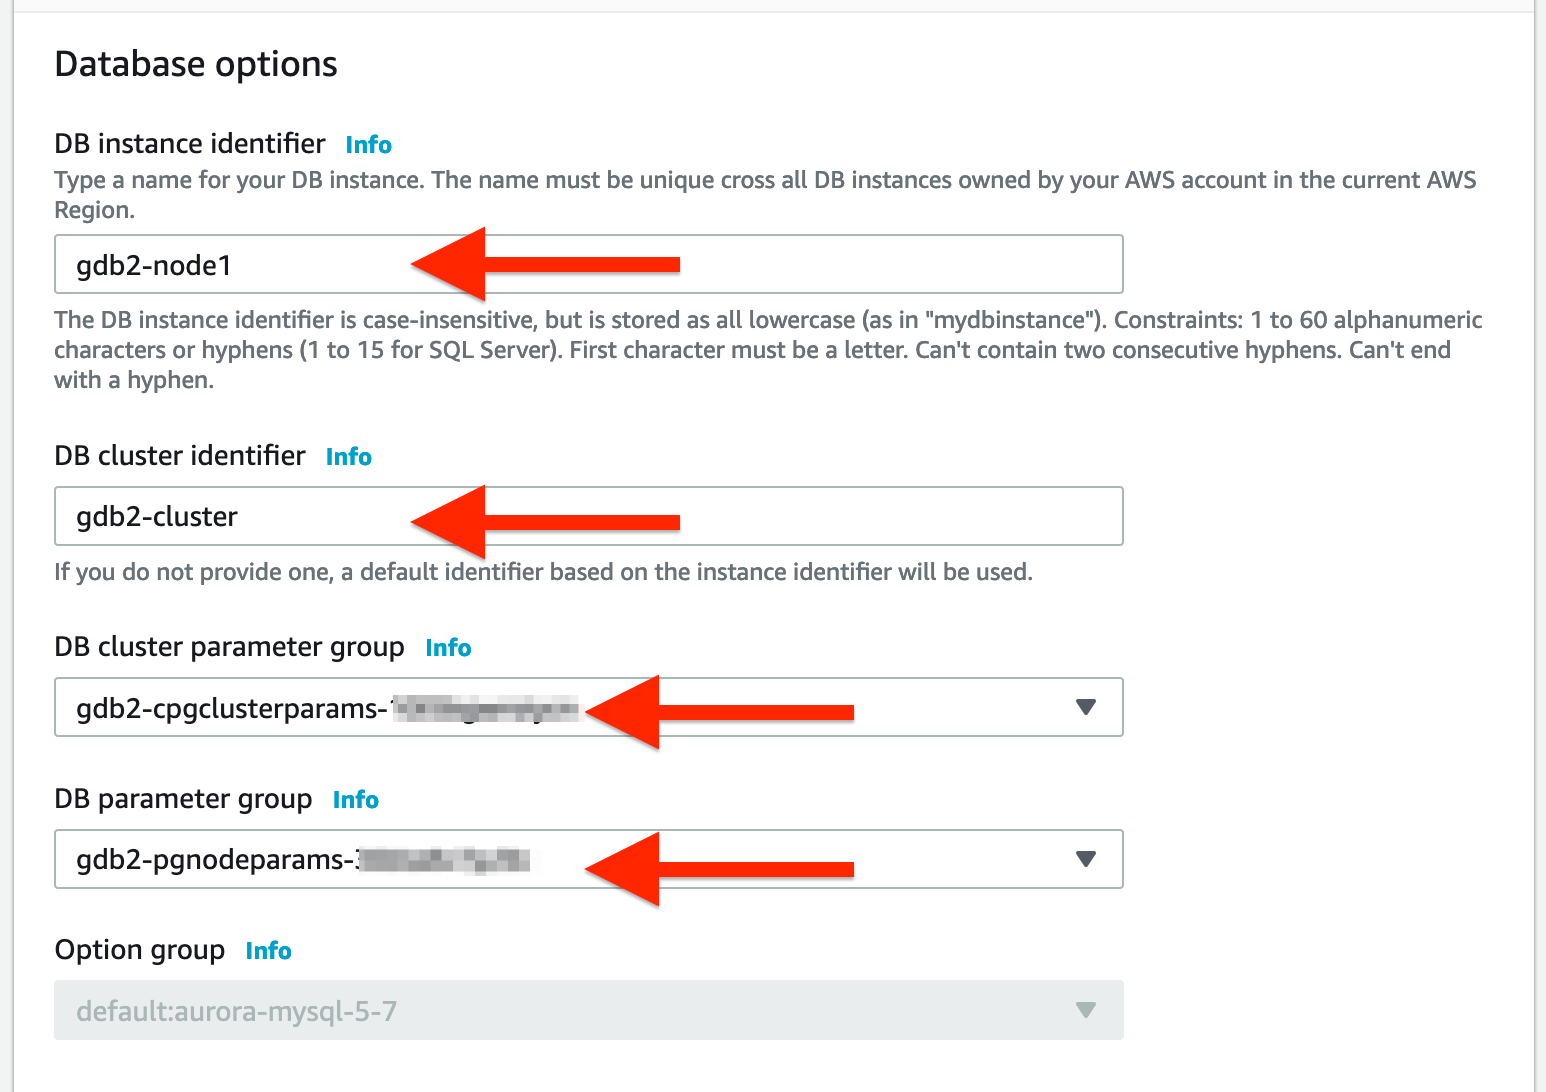 Database options
DB instance identifier Info
Type a name for your DB instance. The name must be unique cross all DB instances owned by your AWS account in the current AWS
Region.
gdb2-node1
The DB instance identifier is case-insensitive, but is stored as all lowercase (as in "mydbinstance"). Constraints: 1 to 60 alphanumeric
characters or hyphens (1 to 15 for SQL Server). First character must be a letter. Can't contain two consecutive hyphens. Can't end
with a hyphen.
DB cluster identifier Info
gdb2-cluster
If you do not provide one, a default identifier based on the instance identifier will be used.
DB cluster parameter group Info
gdb2-cpgclusterparams-
DB parameter group Info
gdb2-pgnodeparams-
Option group Info
default:aurora-mysql-5-7